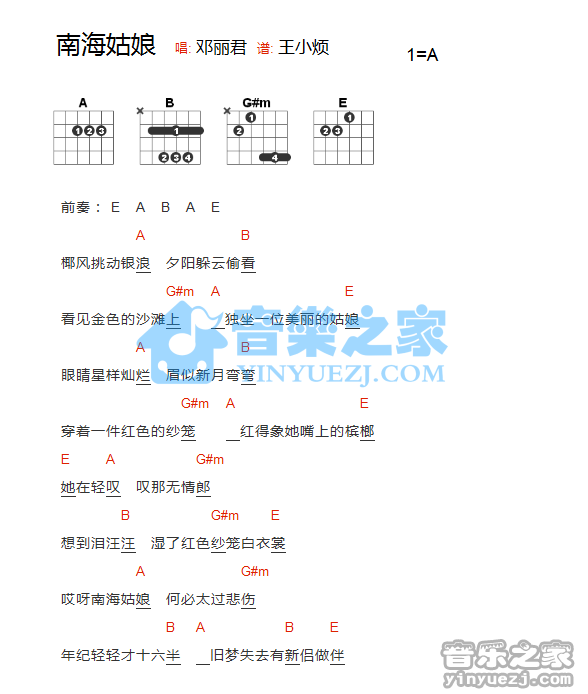 南海姑娘 唱: 邓丽君 谱: 王小烦
1=A
A B G#m E
× × ×
1 2 3 1 2 3 4 1 2 4 1 2 3
前奏： E A B A E
A B
椰风挑动银浪 夕阳躲云偷看
G#m A E
看见金色的沙滩上 __独坐一位美丽的姑娘
A B
眼睛星样灿烂 眉似新月弯弯
G#m A E
穿着一件红色的纱笼 __红得象她嘴上的槟榔
E A G#m
她在轻叹 叹那无情郎
B G#m E
想到泪汪汪 湿了红色纱笼白衣裳
A G#m
哎呀南海姑娘 何必太过悲伤
B A B E
年纪轻轻才十六半 __旧梦失去有新侣做伴
音樂之家
YINYUEZJ.COM
音乐之家
yinyuezj.com